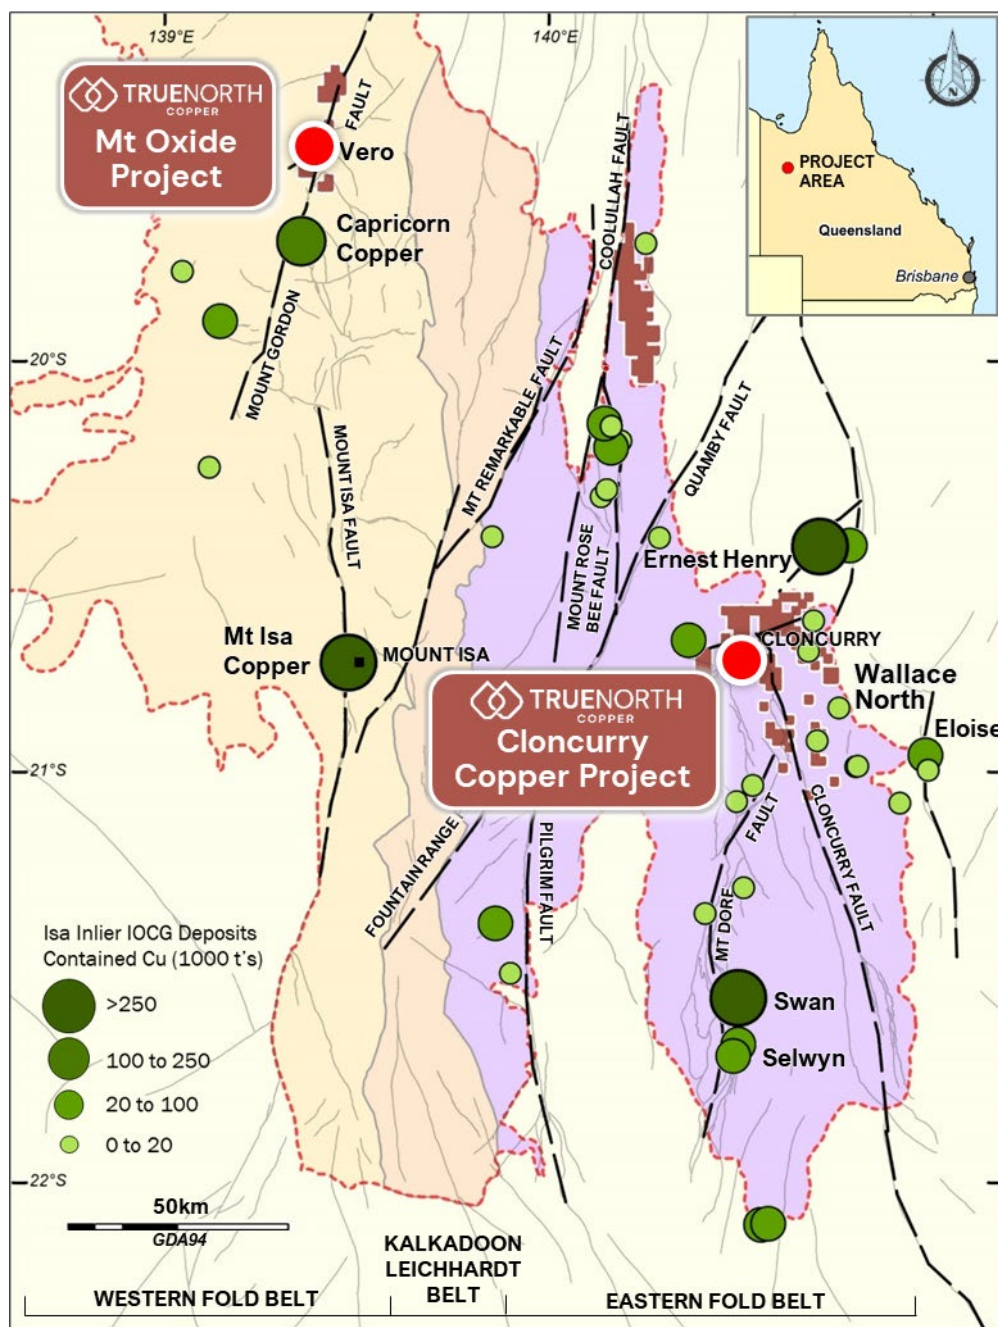 139°E
140°E
TRUENORTH
COPPER
Mt Oxide
Project
FAULT
Vero
Capricorn
Copper
MOUNT GORDON
COOLULLAH FAULT
N
PROJECT
AREA
Queensland
Brisbane
20°S
MT REMARKABLE FAULT
QUAMBY FAULT
MOUNT ISA FAULT
MOUNT ROSE
BEE FAULT
Ernest Henry
Mt Isa
Copper
MOUNT ISA
CLONCURRY
Wallace
North
TRUENORTH
COPPER
Cloncurry
Copper Project
Eloise
21°S
FOUNTAIN RANGE
PILGRIM FAULT
FAULT
MT DORE
CLONCURRY FAULT
Isa Inlier IOCG Deposits
Contained Cu (1000 t's)
>250
100 to 250
20 to 100
0 to 20
Swan
Selwyn
22°S
50km
GDA94
WESTERN FOLD BELT
KALKADOON
LEICHHARDT
BELT
EASTERN FOLD BELT